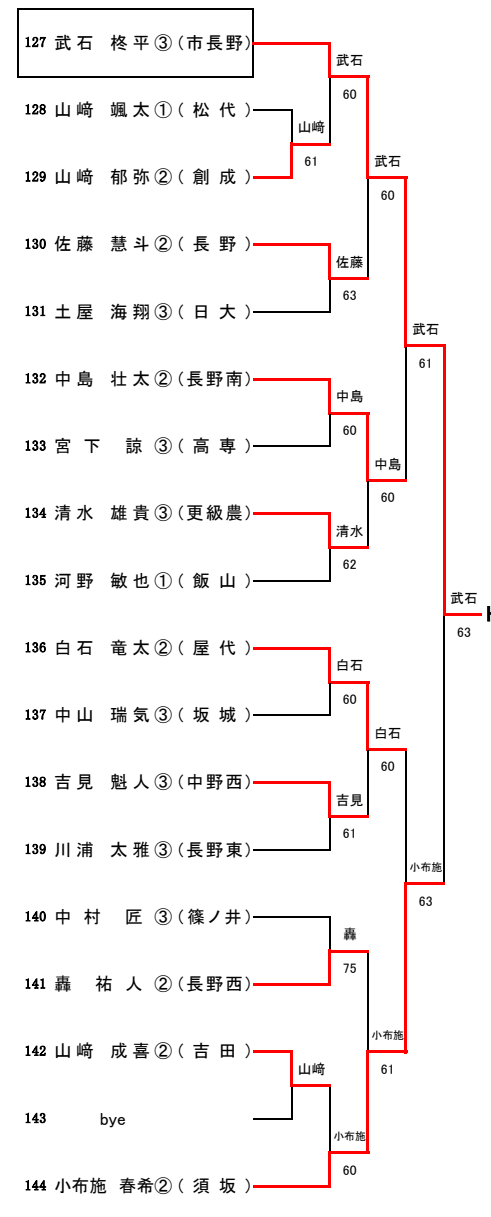 127 武石 柊平③(市長野)
武石
60
128 山﨑 颯太①( 松 代 )
山﨑
61
129 山﨑 郁弥②( 創 成 )
武石
60
130 佐藤 慧斗②( 長 野 )
佐藤
63
131 土屋 海翔③( 日 大 )
武石
61
132 中島 壮太②(長野南)
中島
60
133 宮下 諒 ③( 高 専 )
中島
60
134 清水 雄貴③(更級農)
清水
62
135 河野 敏也①( 飯 山 )
武石
63
136 白石 竜太②( 屋 代 )
白石
60
137 中山 瑞気③( 坂 城 )
白石
60
138 吉見 魁人③(中野西)
吉見
61
139 川浦 太雅③(長野東)
小布施
63
140 中村 匠 ③(篠ノ井)
轟
75
141 轟 祐人 ②(長野西)
小布施
61
142 山﨑 成喜②( 吉 田 )
山﨑
143 bye
小布施
60
144 小布施 春希②( 須 坂 )